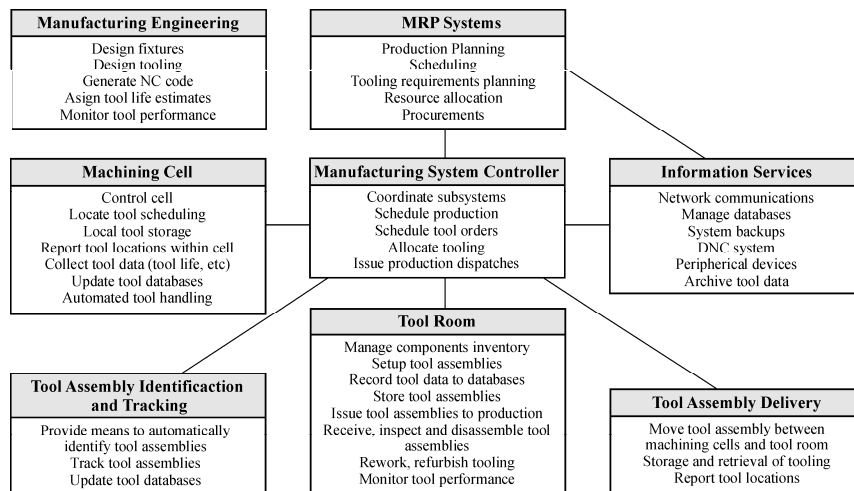 Manufacturing Engineering
Design fixtures
Design tooling
Generate NC code
Asign tool life estimates
Monitor tool performance
MRP Systems
Production Planning
Scheduling
Tooling requirements planning
Resource allocation
Procurements
Machining Cell
Control cell
Locate tool scheduling
Local tool storage
Report tool locations within cell
Collect tool data (tool life, etc)
Update tool databases
Automated tool handling
Manufacturing System Controller
Coordinate subsystems
Schedule production
Schedule tool orders
Allocate tooling
Issue production dispatches
Information Services
Network communications
Manage databases
System backups
DNC system
Peripherical devices
Archive tool data
Tool Assembly Identificaction
and Tracking
Provide means to automatically
identify tool assemblies
Track tool assemblies
Update tool databases
Tool Room
Manage components inventory
Setup tool assemblies
Record tool data to databases
Store tool assemblies
Issue tool assemblies to production
Receive, inspect and disassemble tool
assemblies
Rework, refurbish tooling
Monitor tool performance
Tool Assembly Delivery
Move tool assembly between
machining cells and tool room
Storage and retrieval of tooling
Report tool locations